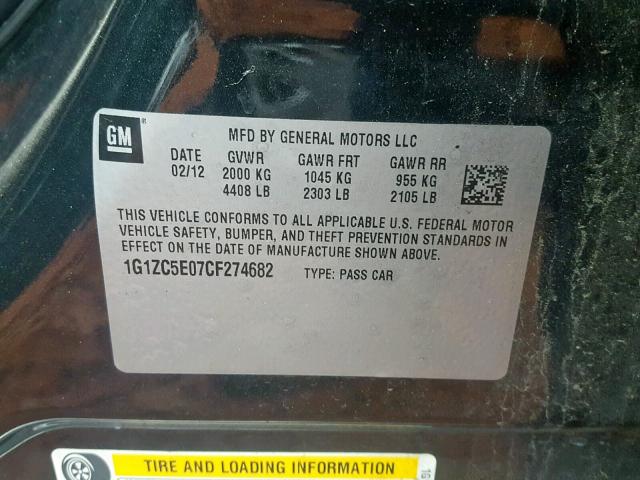 GM
MFD BY GENERAL MOTORS LLC
DATE GVWR GAWR FRT GAWR RR
02/12 2000 KG 1045 KG 955 KG
4408 LB 2303 LB 2105 LB
THIS VEHICLE CONFORMS TO ALL APPLICABLE U.S. FEDERAL MOTOR
VEHICLE SAFETY, BUMPER, AND THEFT PREVENTION STANDARDS IN
EFFECT ON THE DATE OF MANUFACTURE SHOWN ABOVE.
1G1ZC5E07CF274682 TYPE: PASS CAR
TIRE AND LOADING INFORMATION